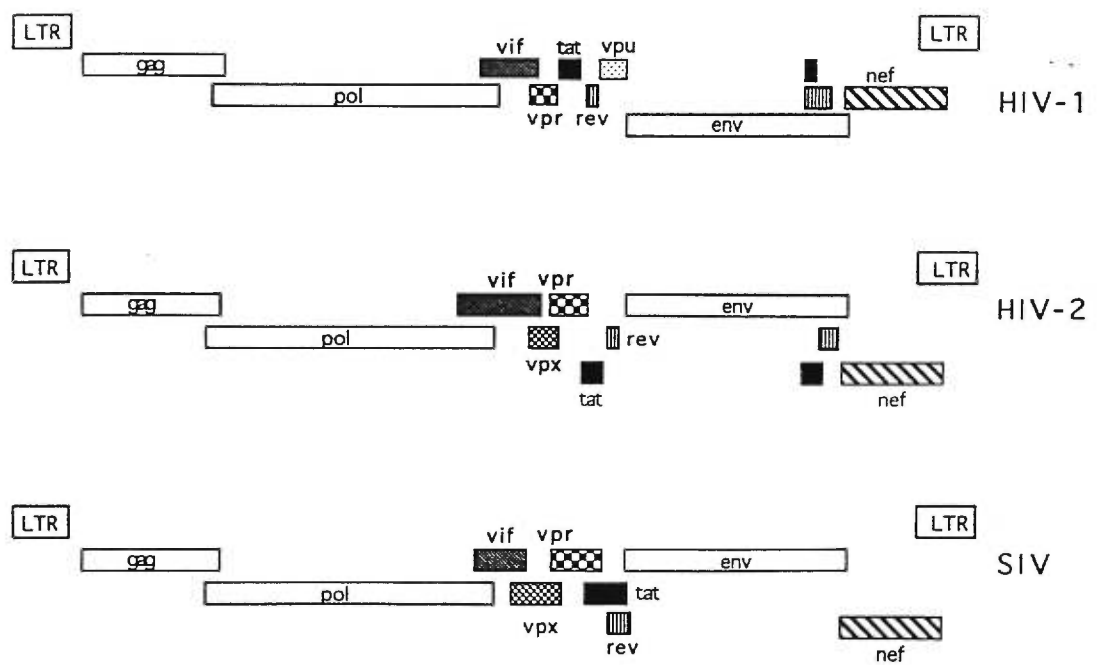 LTR LTR
vif tat vpu
gag nef
pol HIV-1
vpr rev env
LTR LTR
vif vpr
gag env HIV-2
pol rev
vpx
tat nef
LTR LTR
vif vpr
gag env SIV
pol tat
vpx
rev nef